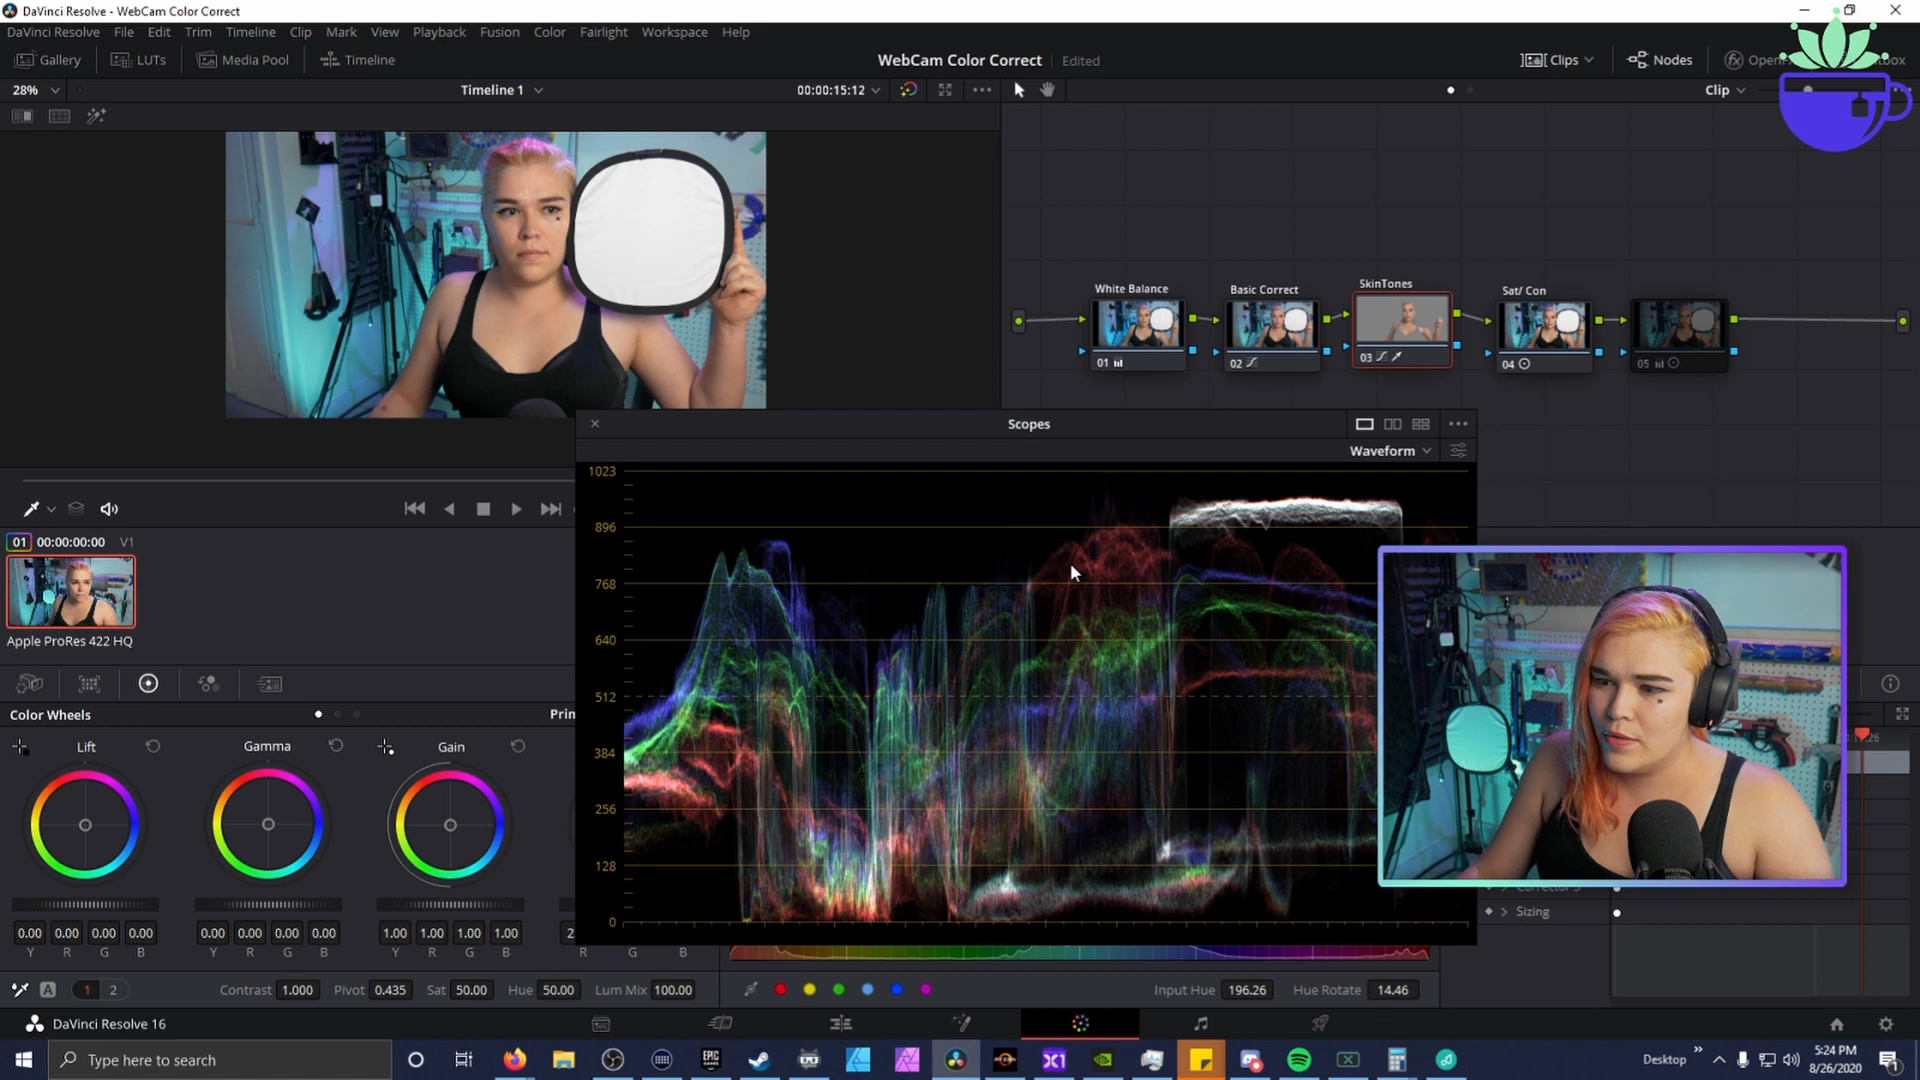 DaVinci Resolve - WebCam Color Correct
DaVinci Resolve File Edit Trim Timeline Clip Mark View Playback Fusion Color Fairlight Workspace Help
Gallery LUTs Media Pool Timeline WebCam Color Correct Edited Clips Nodes
28% Timeline 1 00:00:15:12 Clip
White Balance Basic Correct SkinTones Sat/ Con
01 02 03 04 05
Scopes
Waveform
1023
896
768
640
512
384
256
128
0
01 00:00:00:00 V1
Apple ProRes 422 HQ
Color Wheels
Lift Gamma Gain
0.00 0.00 0.00 0.00 0.00 0.00 0.00 0.00 1.00 1.00 1.00 1.00 2
Y R G B Y R G B Y R G B R G B
Sizing
A 1 2 Contrast 1.000 Pivot 0.435 Sat 50.00 Hue 50.00 Lum Mix 100.00 Input Hue 196.26 Hue Rotate 14.46
DaVinci Resolve 16
Type here to search
EPIC
X1
Desktop
5:24 PM
8/26/2020
1